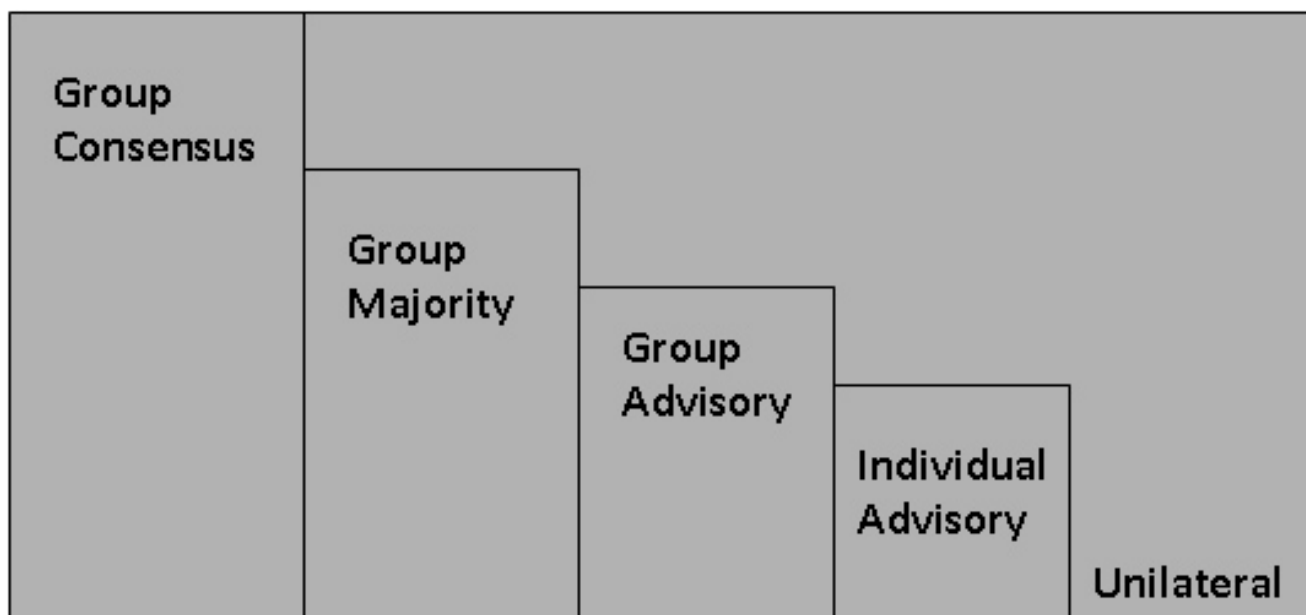 Group
Consensus
Group
Majority
Group
Advisory
Individual
Advisory
Unilateral